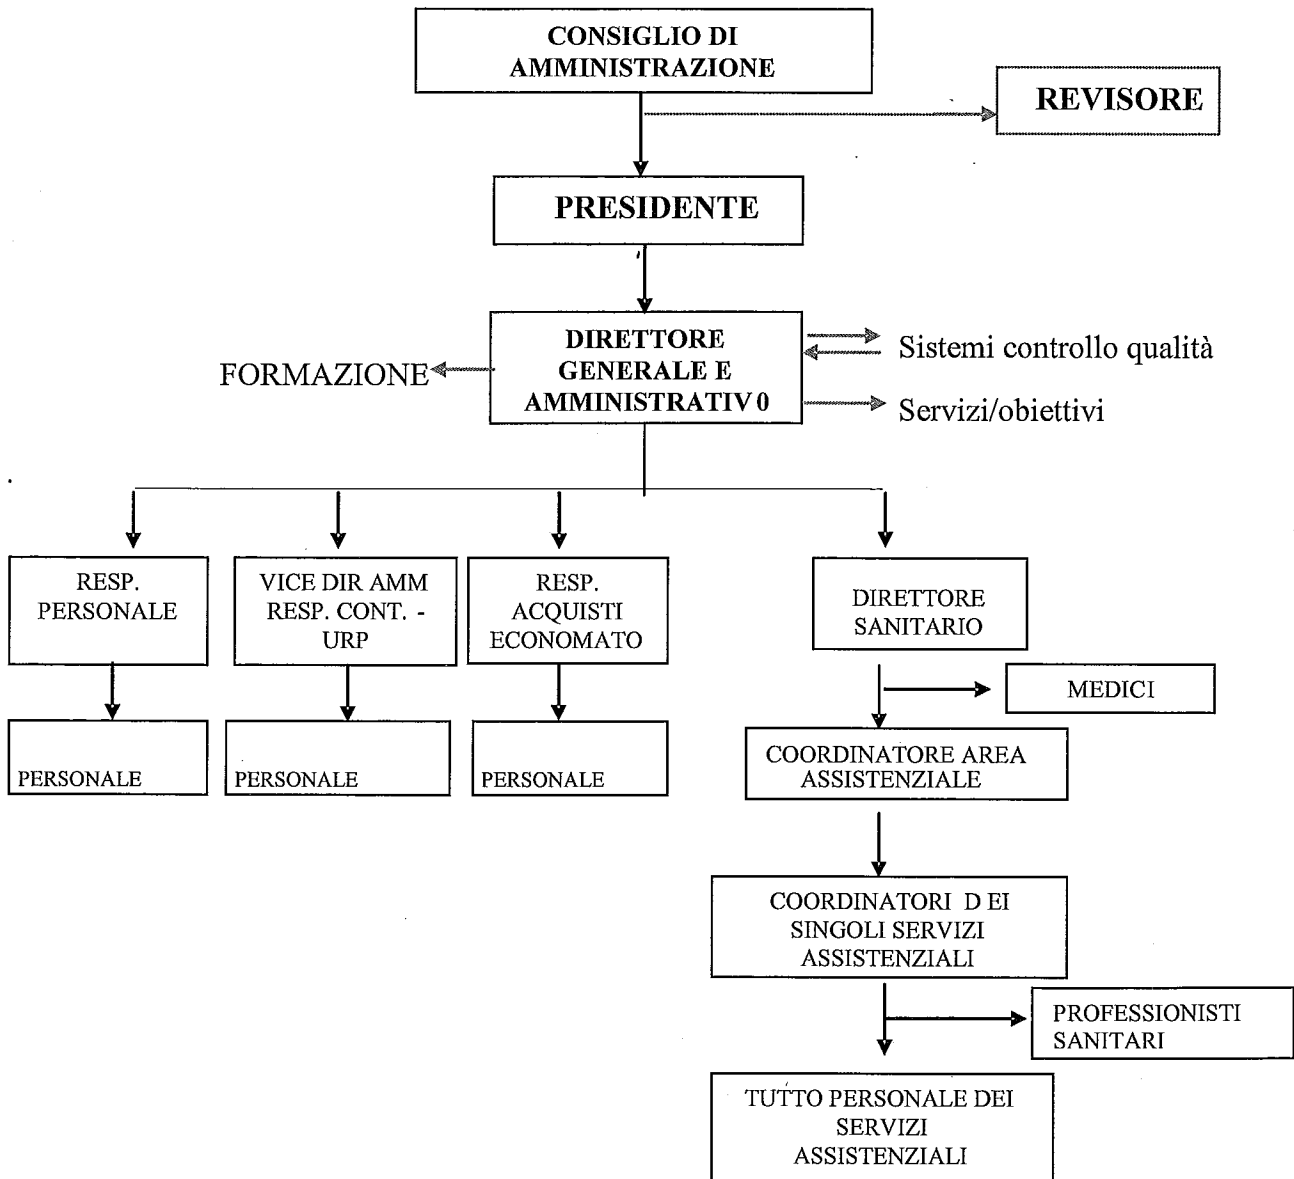 CONSIGLIO DI
AMMINISTRAZIONE
REVISORE
PRESIDENTE
DIRETTORE
GENERALE E
AMMINISTRATIV0
FORMAZIONE
Sistemi controllo qualità
Servizi/obiettivi
RESP.
PERSONALE
VICE DIR AMM
RESP. CONT. -
URP
RESP.
ACQUISTI
ECONOMATO
DIRETTORE
SANITARIO
MEDICI
PERSONALE
PERSONALE
PERSONALE
COORDINATORE AREA
ASSISTENZIALE
COORDINATORI D EI
SINGOLI SERVIZI
ASSISTENZIALI
PROFESSIONISTI
SANITARI
TUTTO PERSONALE DEI
SERVIZI
ASSISTENZIALI